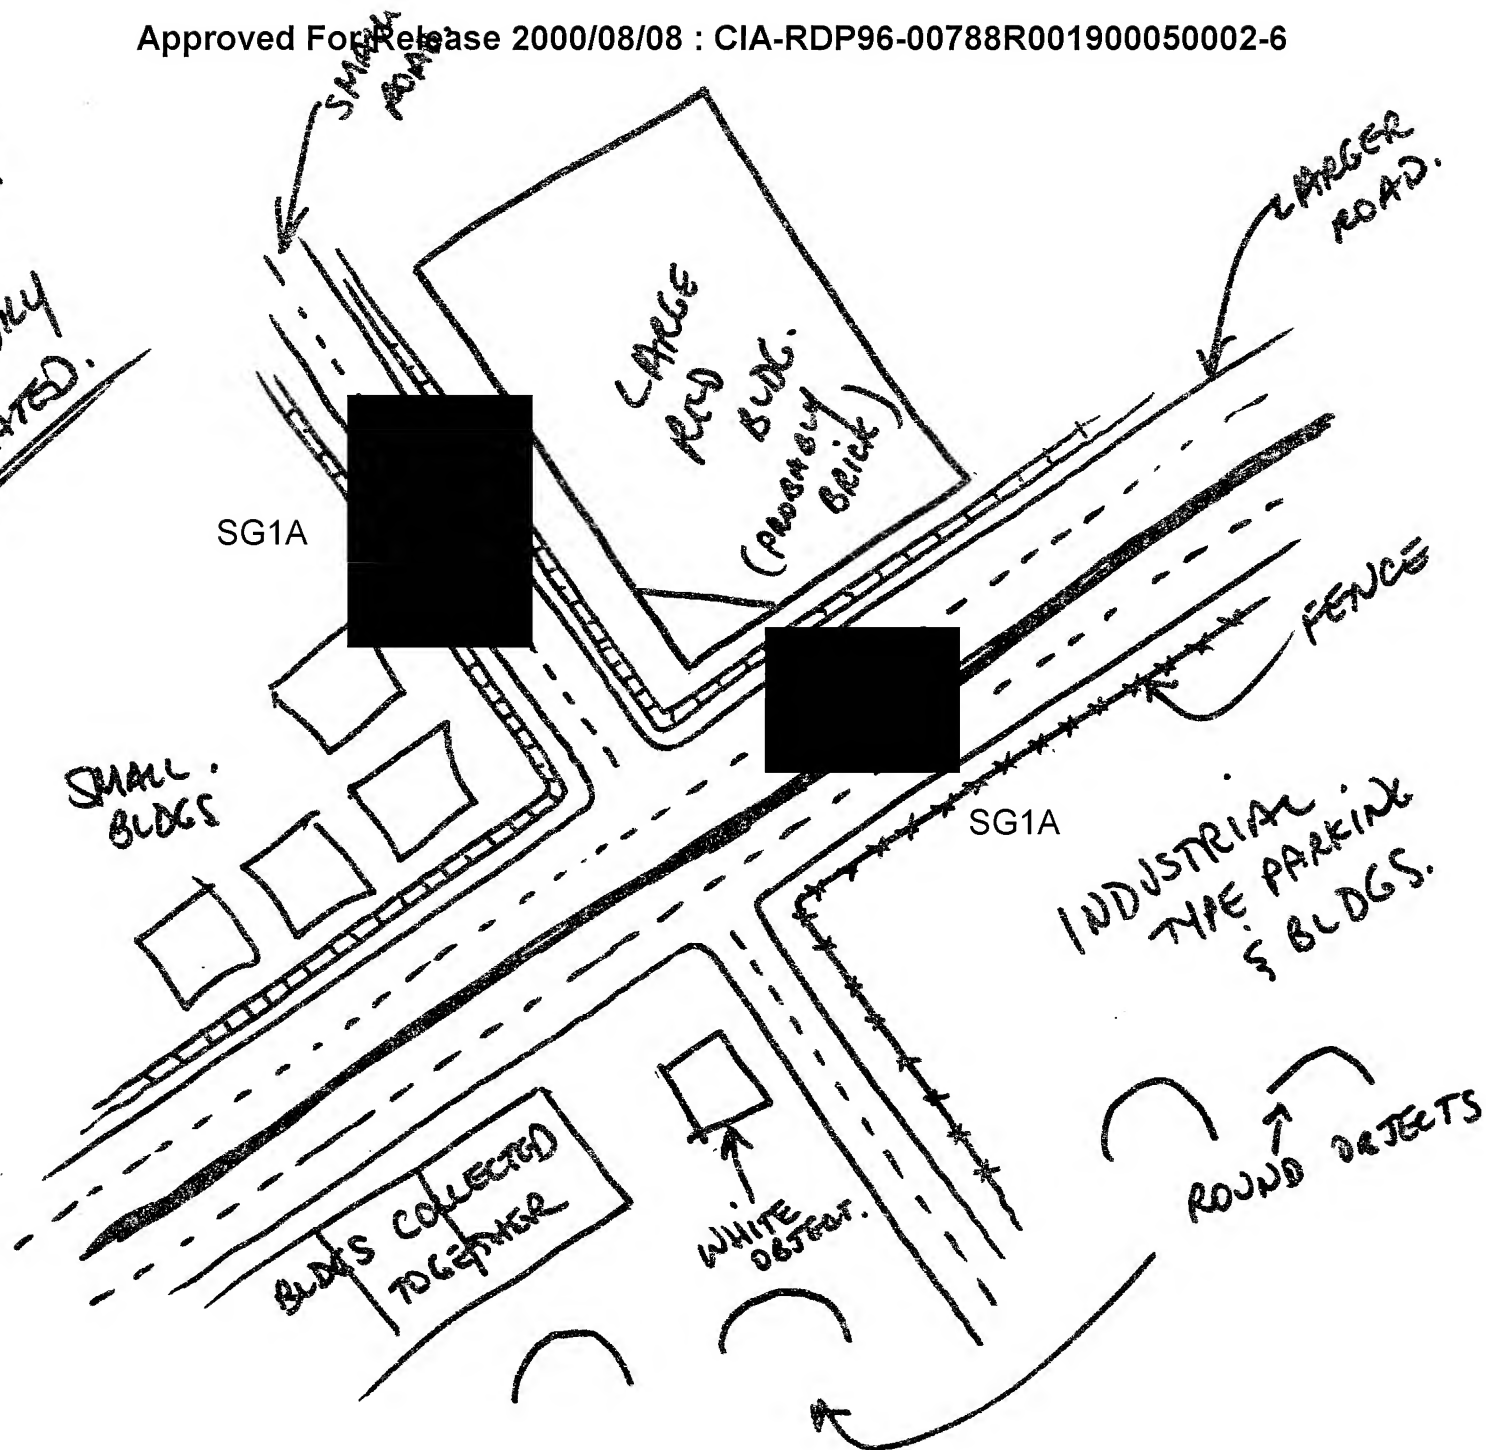 Approved For Release 2000/08/08 : CIA-RDP96-00788R001900050002-6
SMALL
ROAD.
LARGER
ROAD.
LARGE
RED
BLDG.
(PROBABLY
BRICK)
SG1A
FENCE
SMALL.
BLDGS
SG1A
INDUSTRIAL.
TYPE PARKING
& BLDGS.
BLDGS COLLECTED
TOGETHER
WHITE
OBJECT.
ROUND OBJECTS